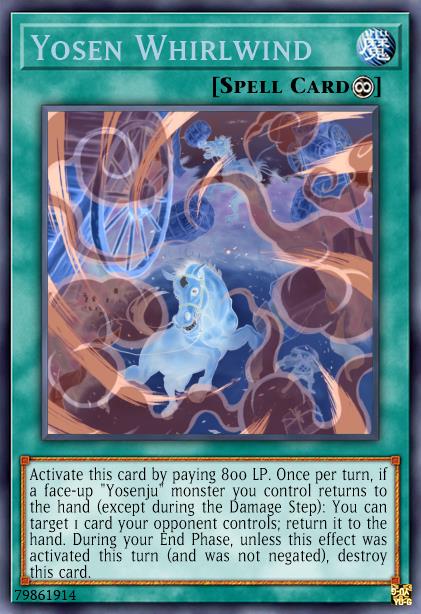 Yosen Whirlwind
魔
[Spell Card]
Activate this card by paying 800 LP. Once per turn, if
a face-up "Yosenju" monster you control returns to
the hand (except during the Damage Step): You can
target 1 card your opponent controls; return it to the
hand. During your End Phase, unless this effect was
activated this turn (and was not negated), destroy
this card.
79861914